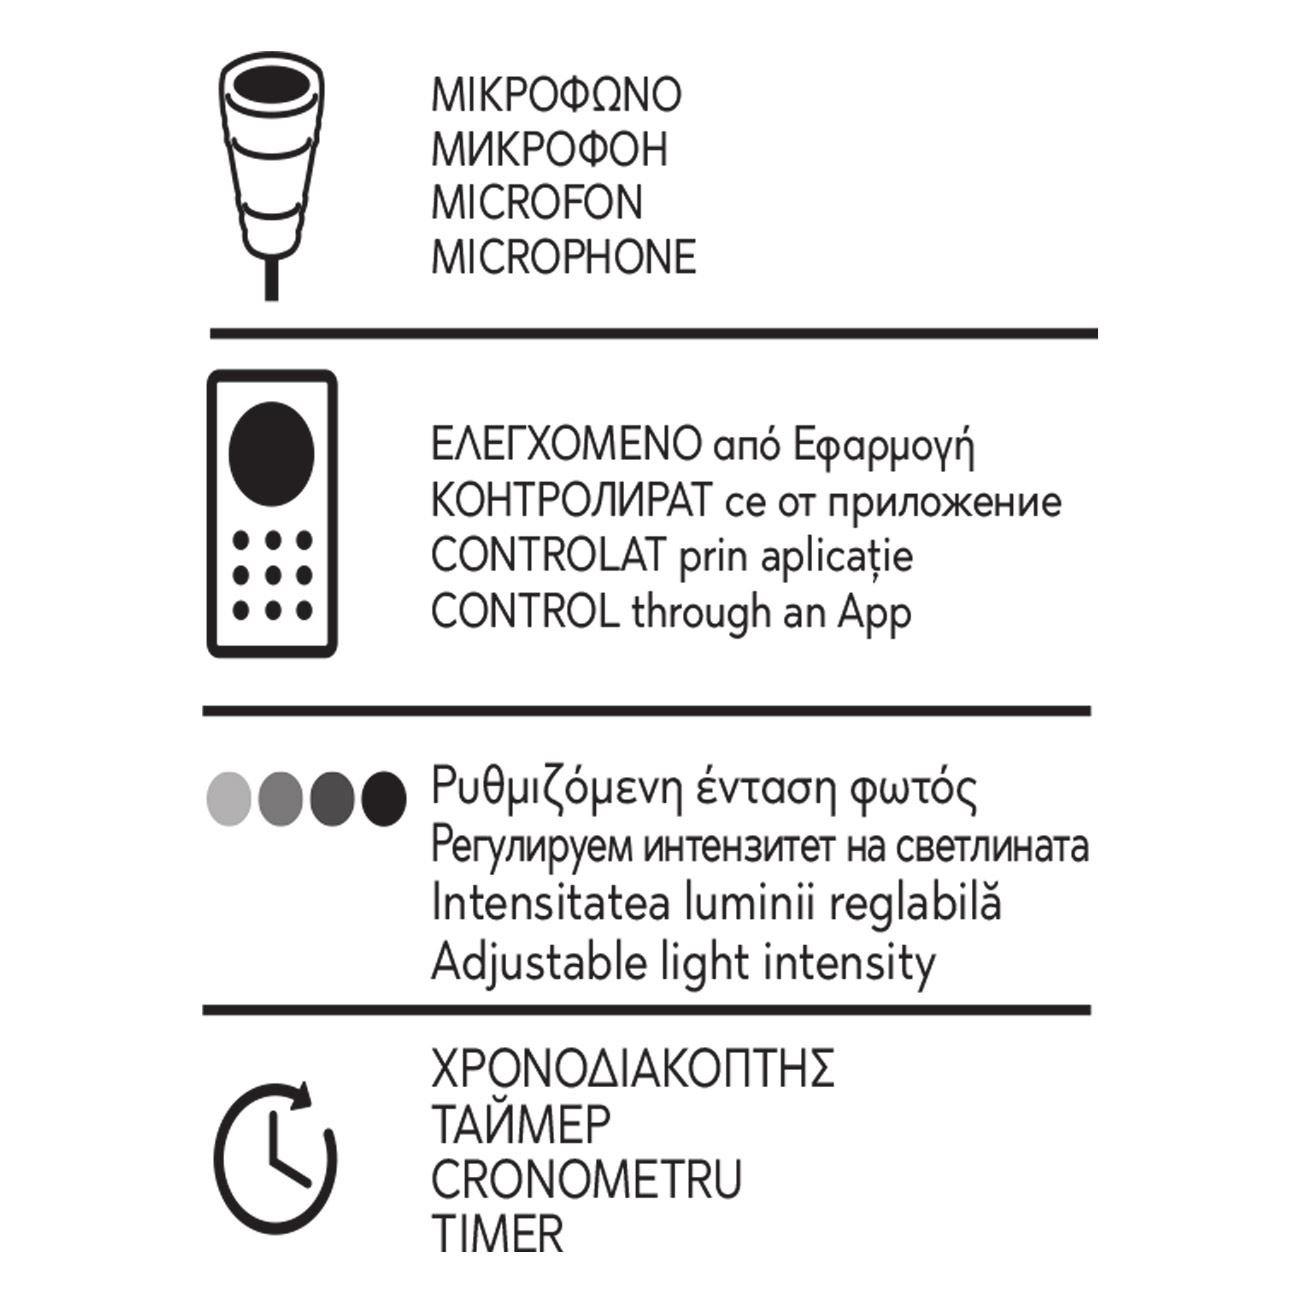 ΜΙΚΡΟΦΩΝΟ
МИКРОФОН
MICROFON
MICROPHONE
ΕΛΕΓΧΟΜΕΝΟ από Εφαρμογή
КОНТРОЛИРАТ се от приложение
CONTROLAT prin aplicație
CONTROL through an App
Ρυθμιζόμενη ένταση φωτός
Регулируем интензитет на светлината
Intensitatea luminii reglabilă
Adjustable light intensity
ΧΡΟΝΟΔΙΑΚΟΠΤΗΣ
ТАЙМЕР
CRONOMETRU
TIMER